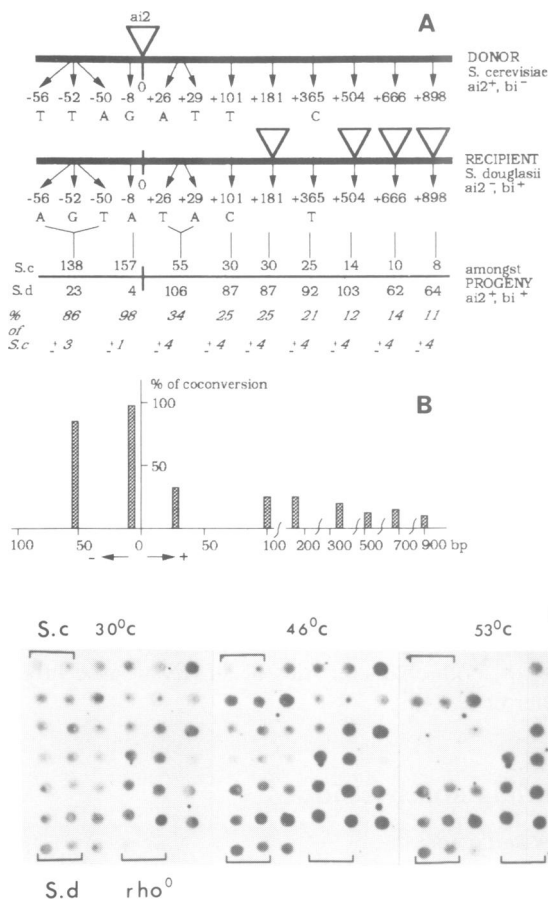 ai2
A
0
DONOR
S. cerevisiae
ai2+, bi-
-56 -52 -50 -8 +26 +29 +101 +181 +365 +504 +666 +898
T T A G A T T C
0
RECIPIENT
S. douglasii
ai2-, bi+
-56 -52 -50 -8 +26 +29 +101 +181 +365 +504 +666 +898
A G T A T A C T
S.c 138 157 55 30 30 25 14 10 8
amongst
PROGENY
ai2+, bi+
S.d 23 4 106 87 87 92 103 62 64
% 86 98 34 25 25 21 12 14 11
of
S.c ±3 ±1 ±4 ±4 ±4 ±4 ±4 ±4 ±4
% of coconversion
B
100
50
100 50 0 50 100 200 300 500 700 900 bp
- +
S.c 30°c 46°c 53°c
S.d rho°